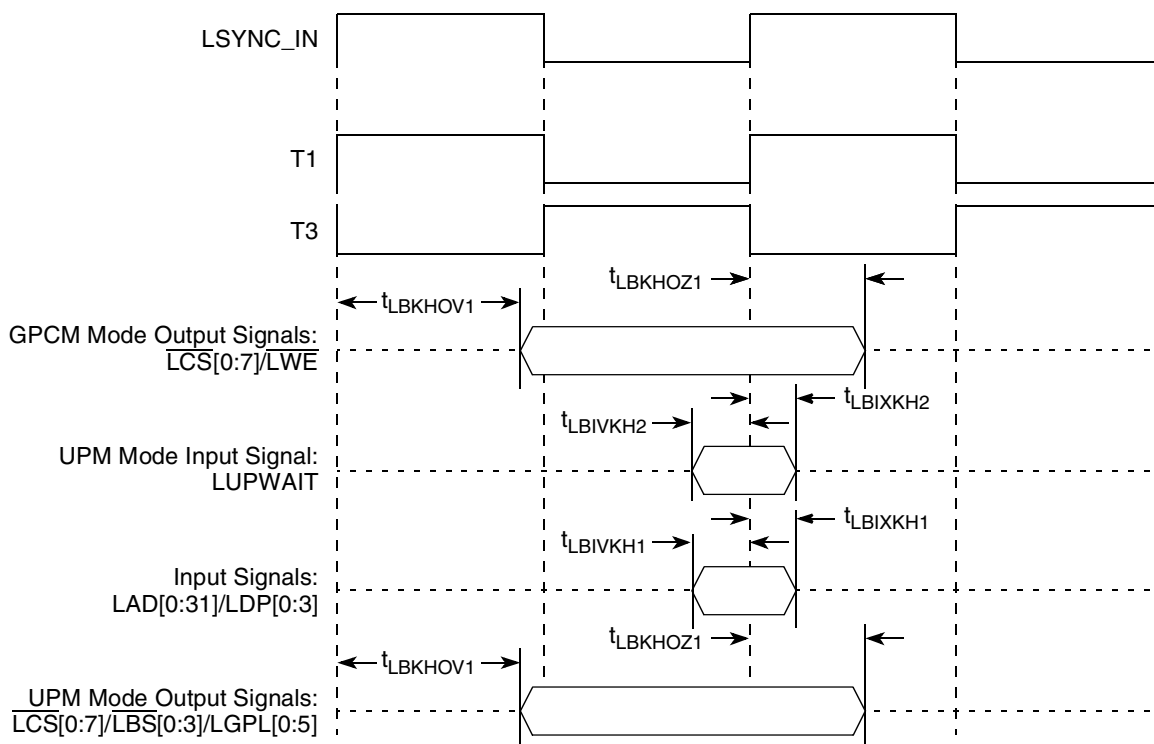 LSYNC_IN
T1
T3
tLBKHOZ1
tLBKHOV1
GPCM Mode Output Signals:
LCS[0:7]/LWE
tLBIXKH2
tLBIVKH2
UPM Mode Input Signal:
LUPWAIT
tLBIXKH1
tLBIVKH1
Input Signals:
LAD[0:31]/LDP[0:3]
tLBKHOZ1
tLBKHOV1
UPM Mode Output Signals:
LCS[0:7]/LBS[0:3]/LGPL[0:5]